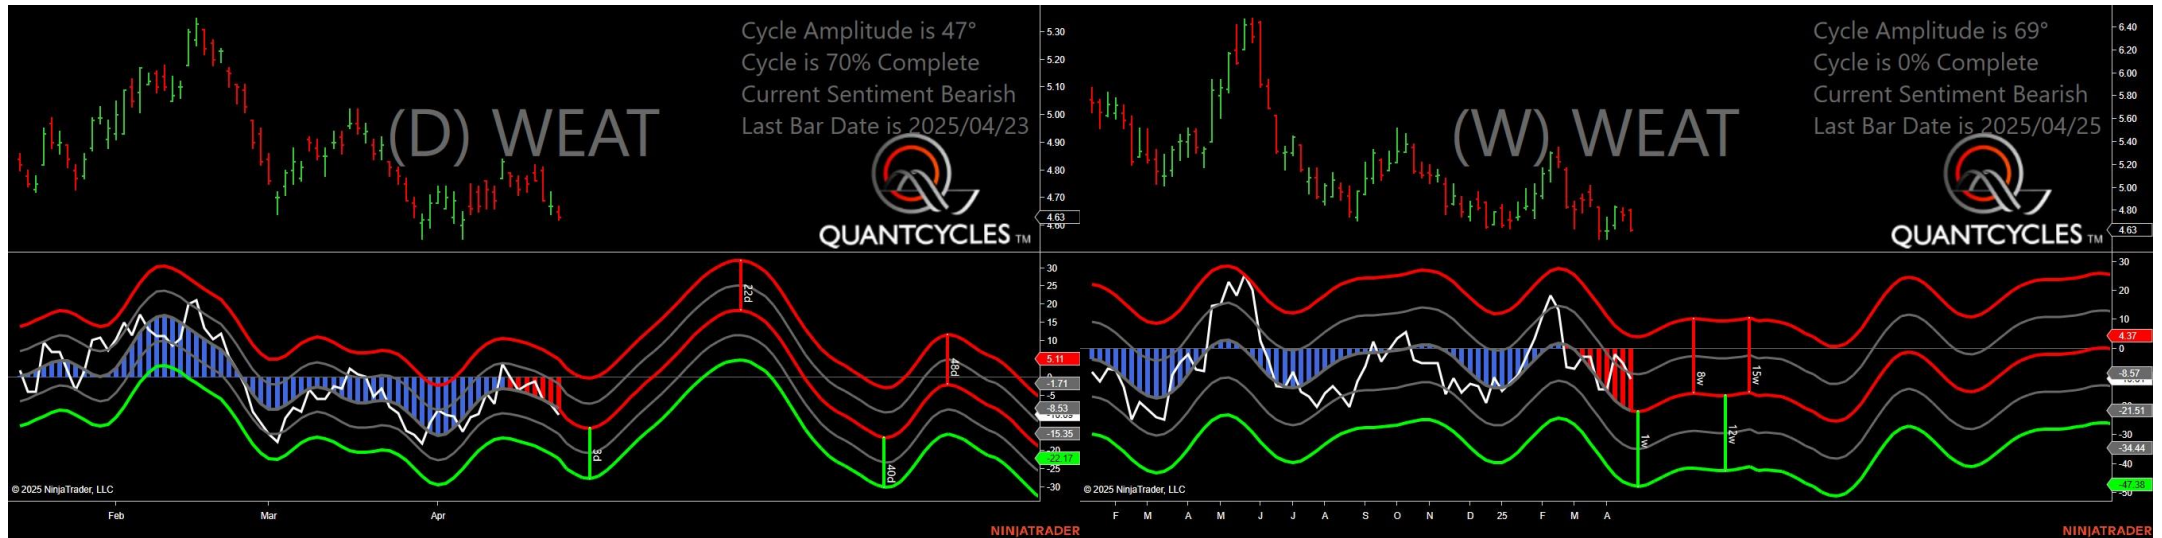 Cycle Amplitude is 47°
Cycle is 70% Complete
Current Sentiment Bearish
Last Bar Date is 2025/04/23
(D) WEAT
QUANTCYCLES TM
5.30
5.20
5.10
5.00
4.90
4.80
4.70
4.63
4.60
30
25
20
15
10
5.11
0
-1.71
-5
-8.53
-15.35
-20
-22.17
-25
-30
3d
22d
40d
48d
© 2025 NinjaTrader, LLC
Feb
Mar
Apr
NINJATRADER
Cycle Amplitude is 69°
Cycle is 0% Complete
Current Sentiment Bearish
Last Bar Date is 2025/04/25
(W) WEAT
QUANTCYCLES TM
6.40
6.20
6.00
5.80
5.60
5.40
5.20
5.00
4.80
4.63
30
20
10
4.37
0
-8.57
-21.51
-30
-34.44
-40
-47.38
-50
1w
8w
12w
15w
© 2025 NinjaTrader, LLC
F
M
A
M
J
J
A
S
O
N
D
25
F
M
A
NINJATRADER